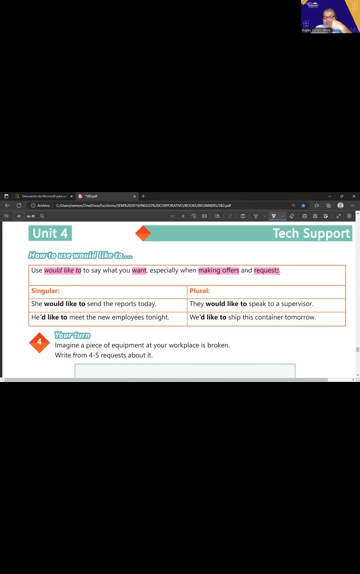 Unit 4
Tech Support
How to use would like to....
Use would like to to say what you want, especially when making offers and requests.
Singular:
Plural:
She would like to send the reports today.
They would like to speak to a supervisor.
He'd like to meet the new employees tonight.
We'd like to ship this container tomorrow.
4
Your turn
Imagine a piece of equipment at your workplace is broken.
Write from 4-5 requests about it.